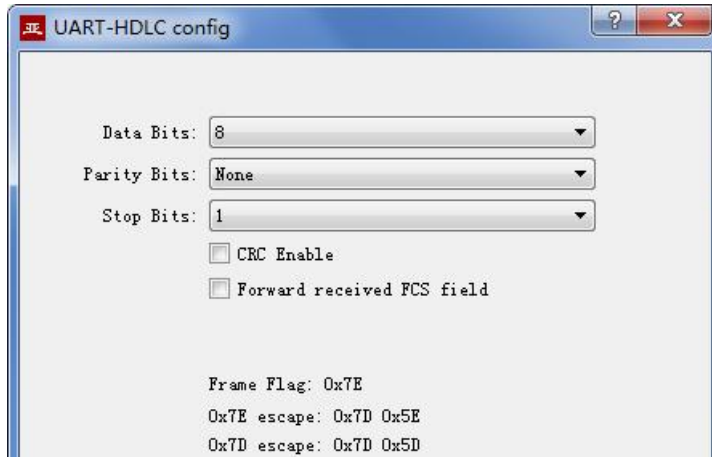 UART-HDLC config
Data Bits: 8
Parity Bits: None
Stop Bits: 1
CRC Enable
Forward received FCS field
Frame Flag: 0x7E
0x7E escape: 0x7D 0x5E
0x7D escape: 0x7D 0x5D